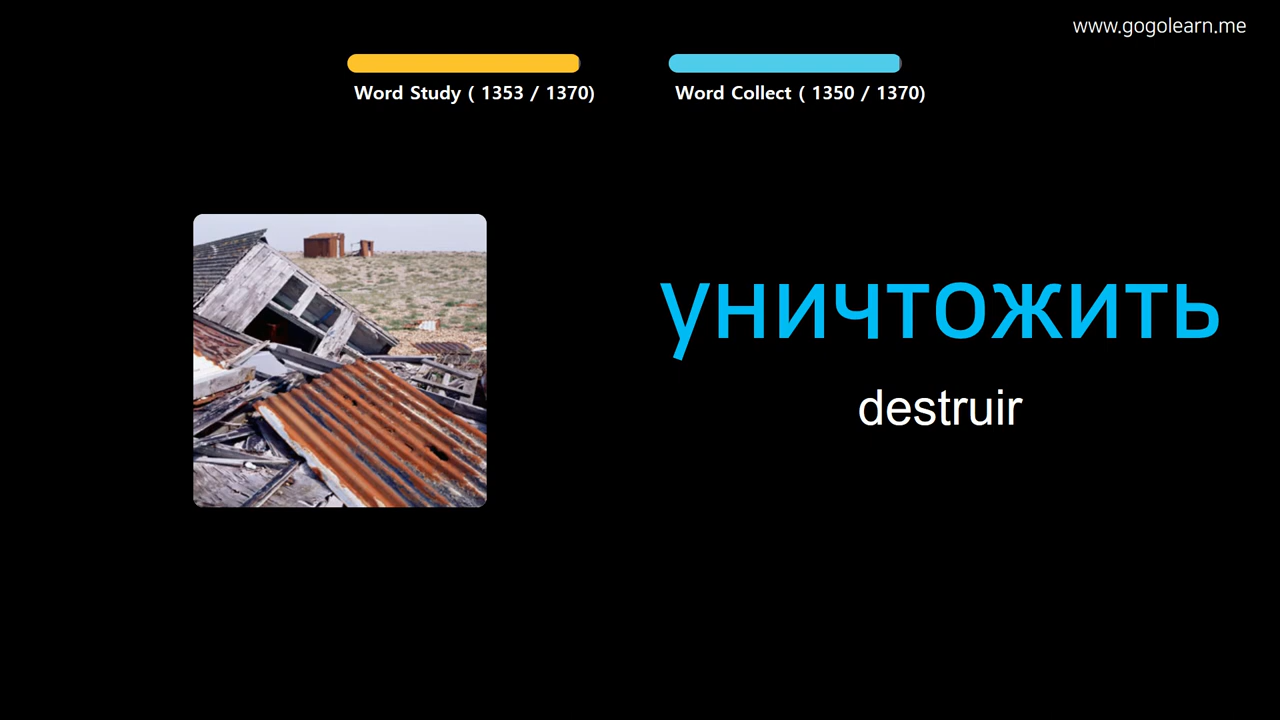 www.gogolearn.me
Word Study ( 1353 / 1370)
Word Collect ( 1350 / 1370)
уничтожить
destruir